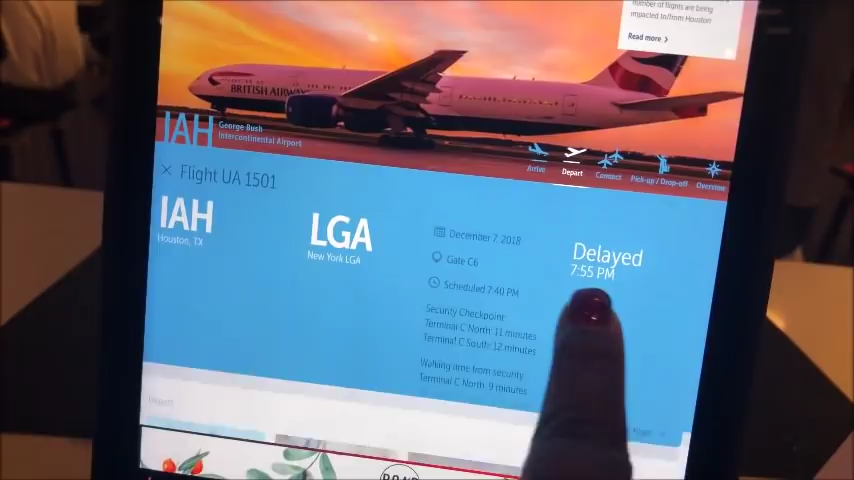 number of flights are being
impacted to/from Houston
Read more >
BRITISH AIRWAYS
IAH George Bush
Intercontinental Airport
Arrive Depart Connect Pick-up / Drop-off Overview
× Flight UA 1501
IAH
Houston, TX
LGA
New York LGA
December 7, 2018
Gate C6
Scheduled 7:40 PM
Delayed
7:55 PM
Security Checkpoint:
Terminal C North: 11 minutes
Terminal C South: 12 minutes
Walking time from security
Terminal C North: 9 minutes